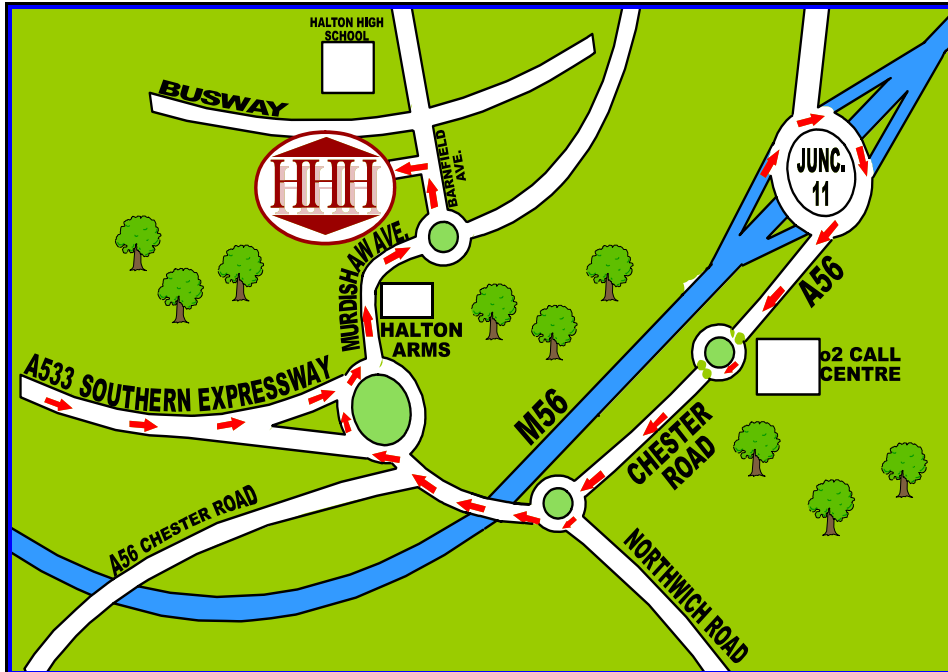 HALTON HIGH
SCHOOL
BUSWAY
HHH
BARNFIELD
AVE.
JUNC.
11
MURDISHAW AVE.
A56
HALTON
ARMS
o2 CALL
CENTRE
A533 SOUTHERN EXPRESSWAY
M56
CHESTER
ROAD
A56 CHESTER ROAD
NORTHWICH ROAD